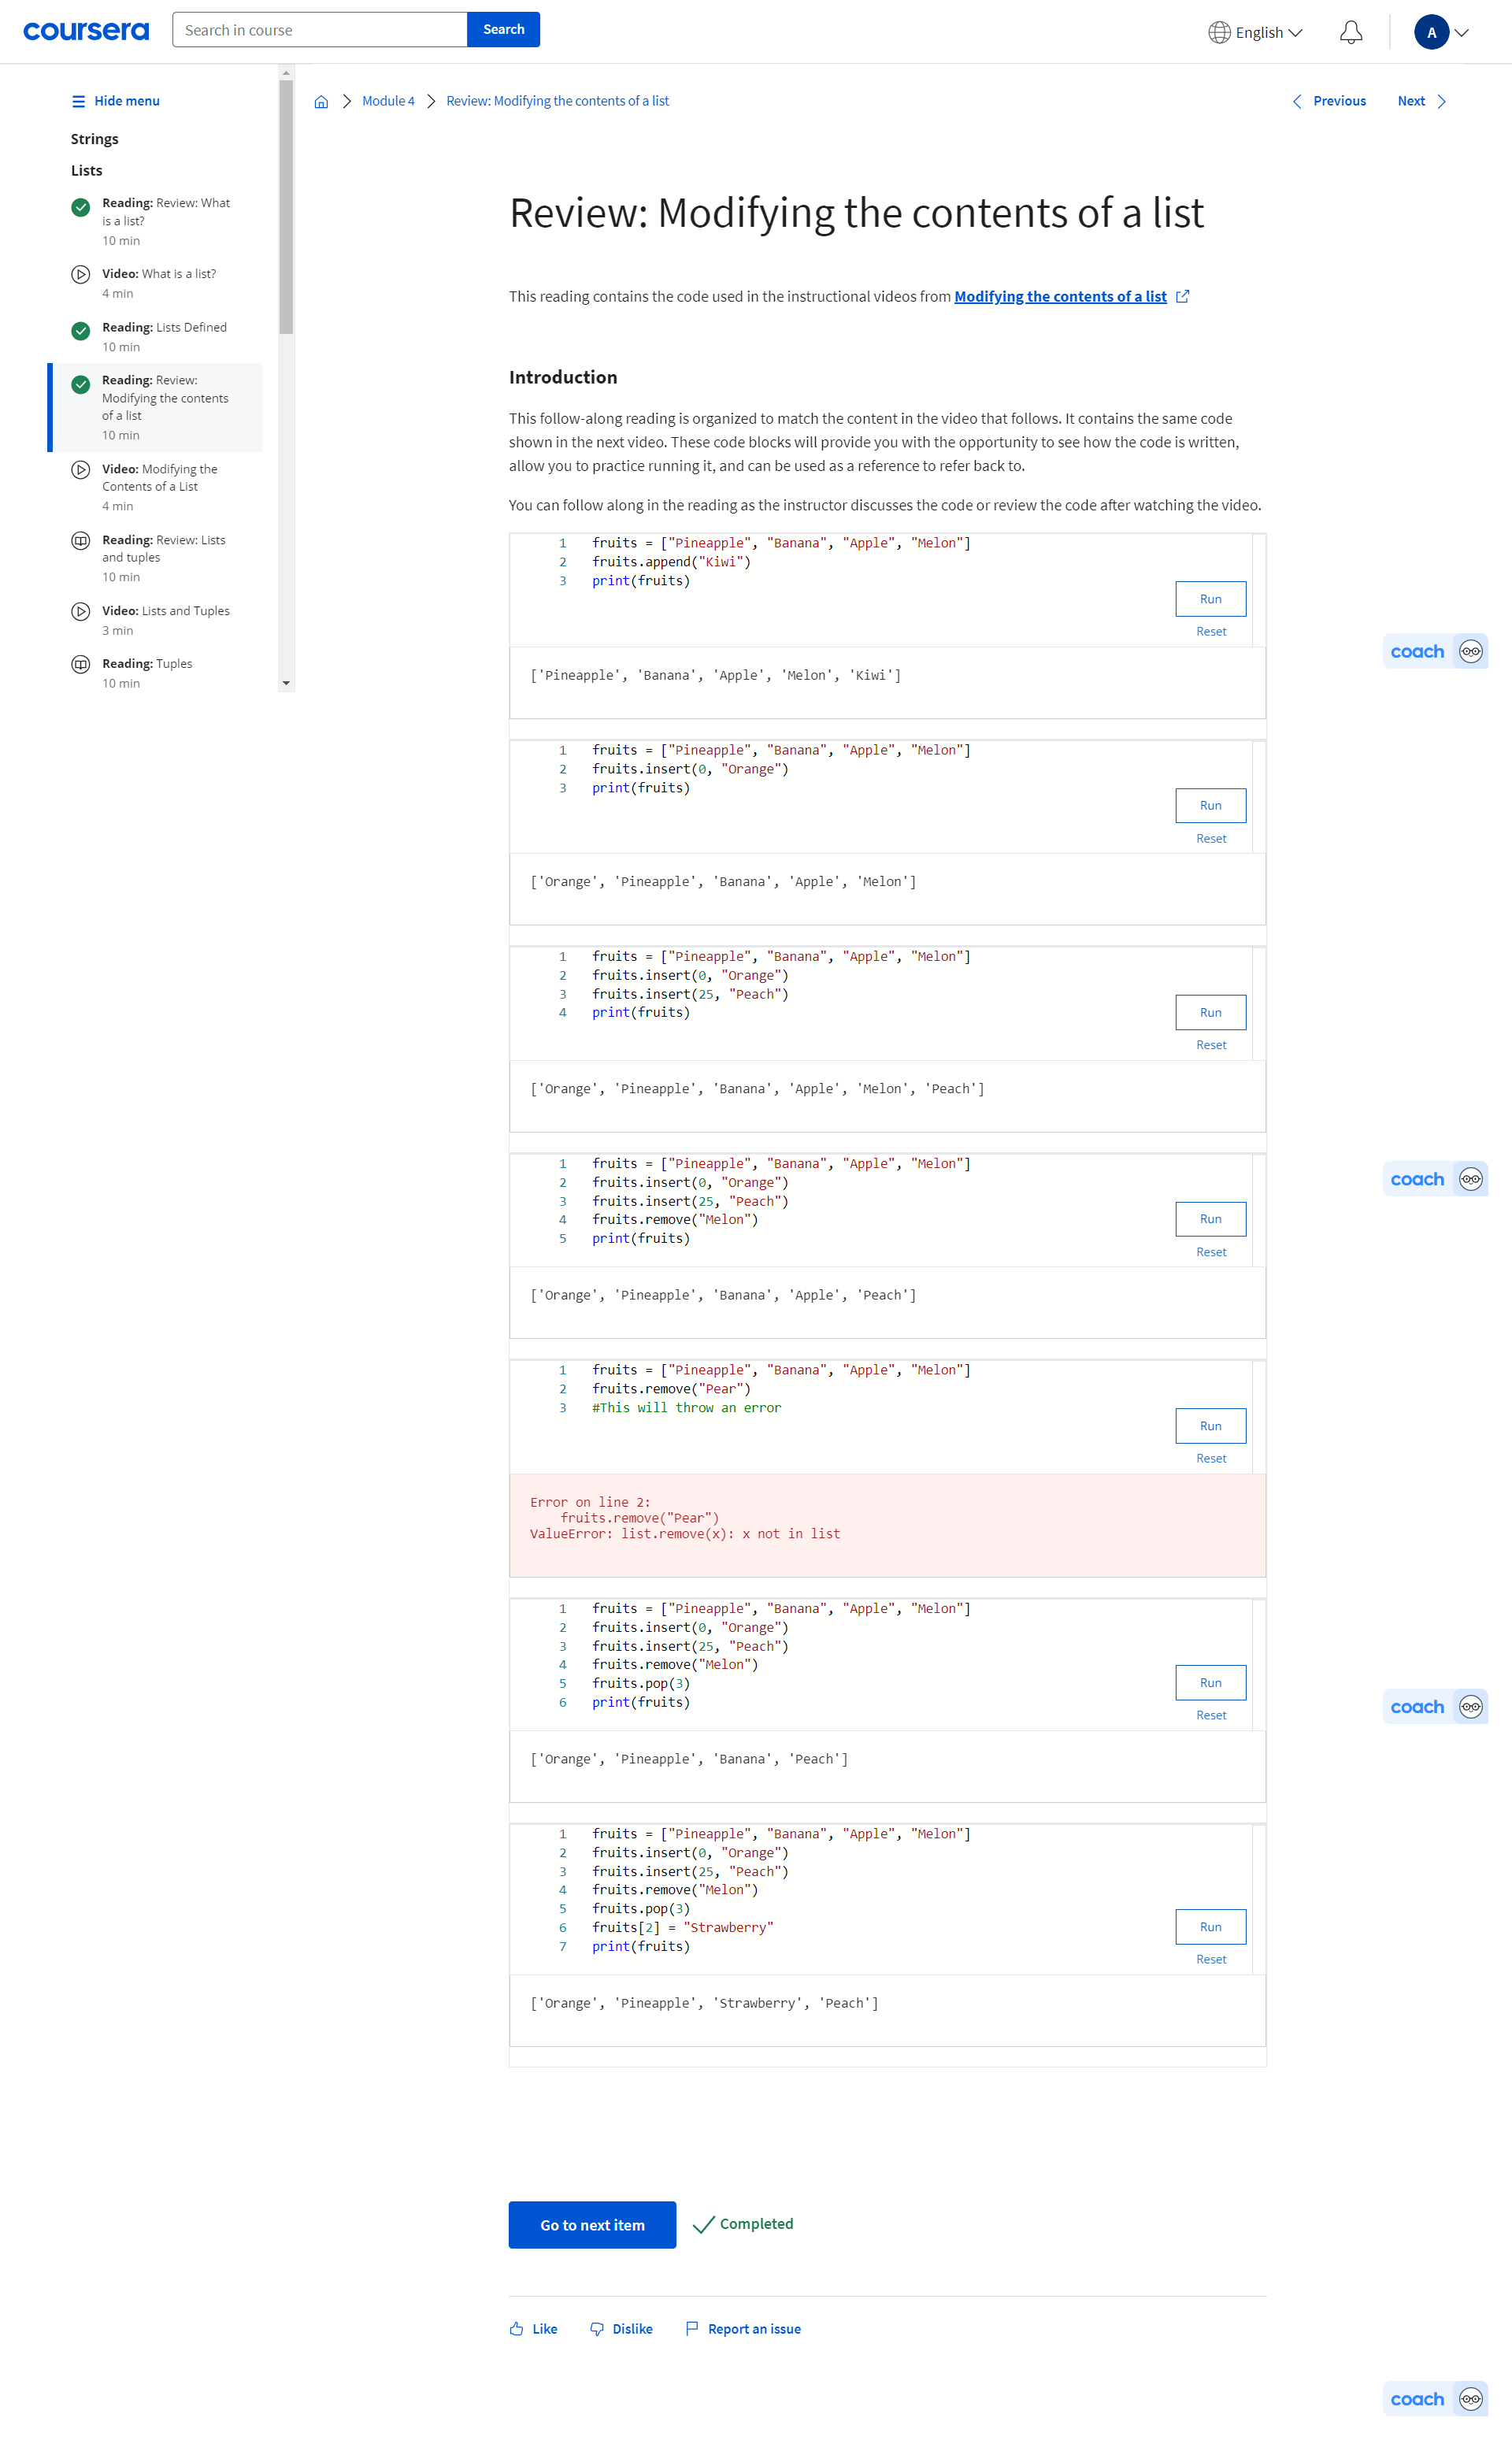 coursera
Search in course
Search
English
A
Hide menu
Strings
Lists
Reading: Review: What
is a list?
10 min
Video: What is a list?
4 min
Reading: Lists Defined
10 min
Reading: Review:
Modifying the contents
of a list
10 min
Video: Modifying the
Contents of a List
4 min
Reading: Review: Lists
and tuples
10 min
Video: Lists and Tuples
3 min
Reading: Tuples
10 min
Module 4
Review: Modifying the contents of a list
Previous
Next
Review: Modifying the contents of a list
This reading contains the code used in the instructional videos from Modifying the contents of a list
Introduction
This follow-along reading is organized to match the content in the video that follows. It contains the same code
shown in the next video. These code blocks will provide you with the opportunity to see how the code is written,
allow you to practice running it, and can be used as a reference to refer back to.
You can follow along in the reading as the instructor discusses the code or review the code after watching the video.
1 fruits = ["Pineapple", "Banana", "Apple", "Melon"]
2 fruits.append("Kiwi")
3 print(fruits)
Run
Reset
['Pineapple', 'Banana', 'Apple', 'Melon', 'Kiwi']
coach
1 fruits = ["Pineapple", "Banana", "Apple", "Melon"]
2 fruits.insert(0, "Orange")
3 print(fruits)
Run
Reset
['Orange', 'Pineapple', 'Banana', 'Apple', 'Melon']
1 fruits = ["Pineapple", "Banana", "Apple", "Melon"]
2 fruits.insert(0, "Orange")
3 fruits.insert(25, "Peach")
4 print(fruits)
Run
Reset
['Orange', 'Pineapple', 'Banana', 'Apple', 'Melon', 'Peach']
1 fruits = ["Pineapple", "Banana", "Apple", "Melon"]
2 fruits.insert(0, "Orange")
3 fruits.insert(25, "Peach")
4 fruits.remove("Melon")
5 print(fruits)
Run
Reset
coach
['Orange', 'Pineapple', 'Banana', 'Apple', 'Peach']
1 fruits = ["Pineapple", "Banana", "Apple", "Melon"]
2 fruits.remove("Pear")
3 #This will throw an error
Run
Reset
Error on line 2:
    fruits.remove("Pear")
ValueError: list.remove(x): x not in list
1 fruits = ["Pineapple", "Banana", "Apple", "Melon"]
2 fruits.insert(0, "Orange")
3 fruits.insert(25, "Peach")
4 fruits.remove("Melon")
5 fruits.pop(3)
6 print(fruits)
Run
Reset
coach
['Orange', 'Pineapple', 'Banana', 'Peach']
1 fruits = ["Pineapple", "Banana", "Apple", "Melon"]
2 fruits.insert(0, "Orange")
3 fruits.insert(25, "Peach")
4 fruits.remove("Melon")
5 fruits.pop(3)
6 fruits[2] = "Strawberry"
7 print(fruits)
Run
Reset
['Orange', 'Pineapple', 'Strawberry', 'Peach']
Go to next item
Completed
Like
Dislike
Report an issue
coach